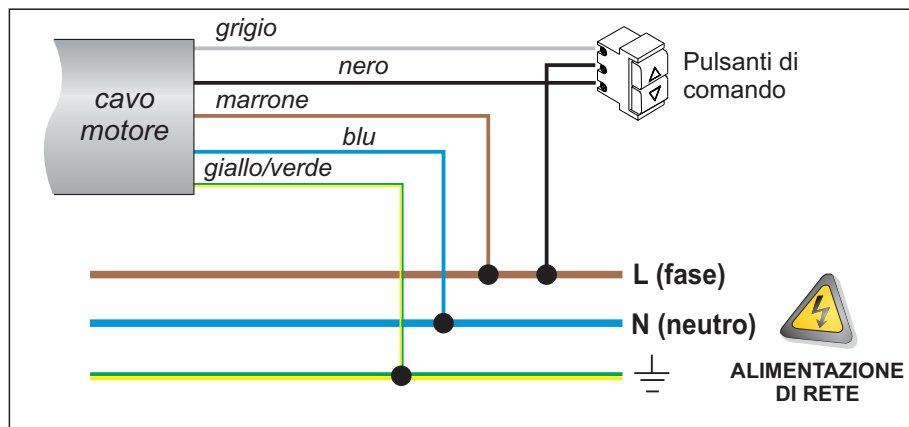 grigio
nero
Pulsanti di
comando
cavo
motore
marrone
blu
giallo/verde
L (fase)
N (neutro)
ALIMENTAZIONE
DI RETE